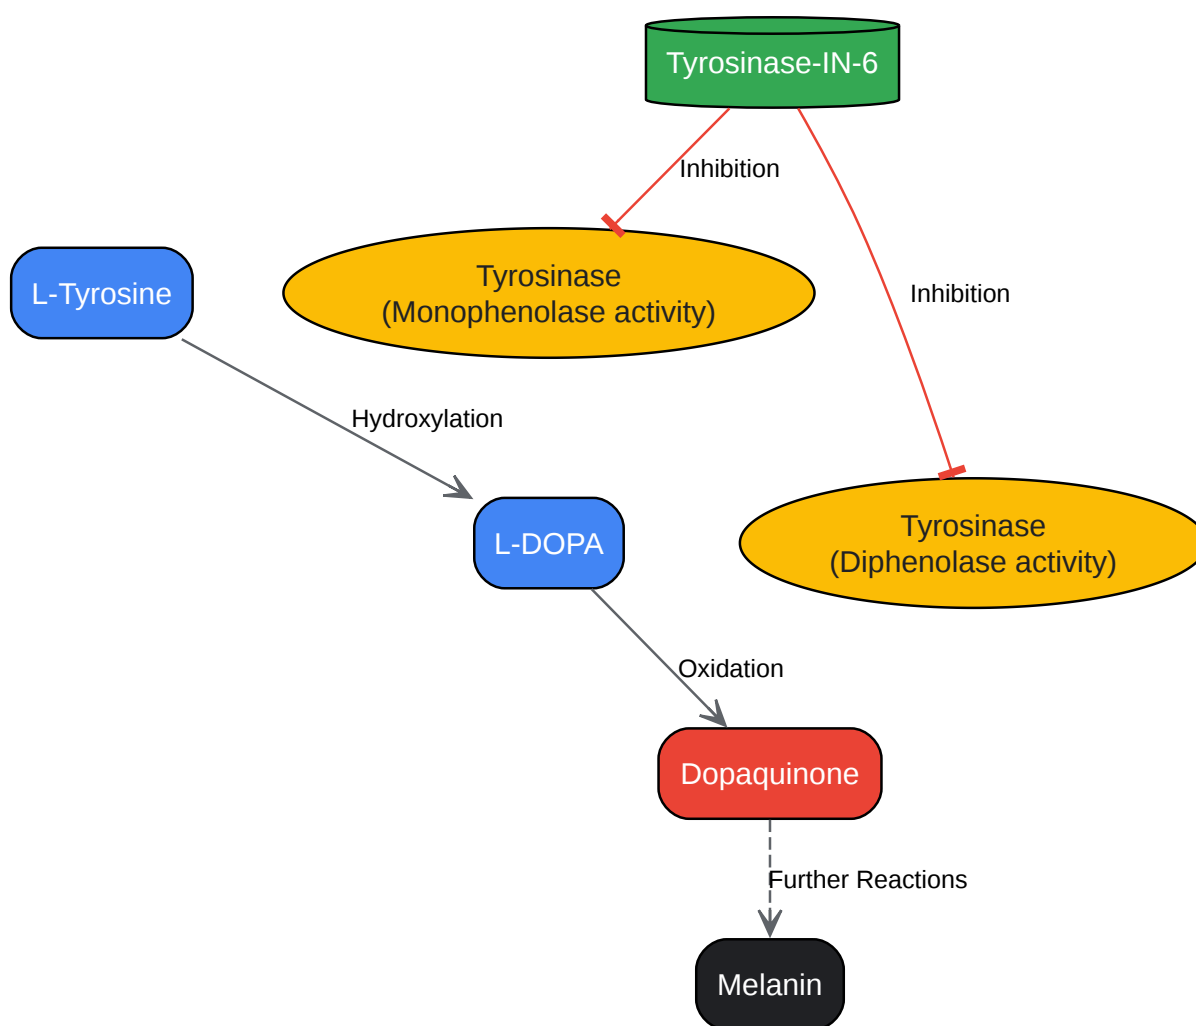 Tyrosinase-IN-6
Inhibition
Tyrosinase
(Monophenolase activity)
L-Tyrosine
Inhibition
Hydroxylation
L-DOPA
Tyrosinase
(Diphenolase activity)
Oxidation
Dopaquinone
Further Reactions
Melanin